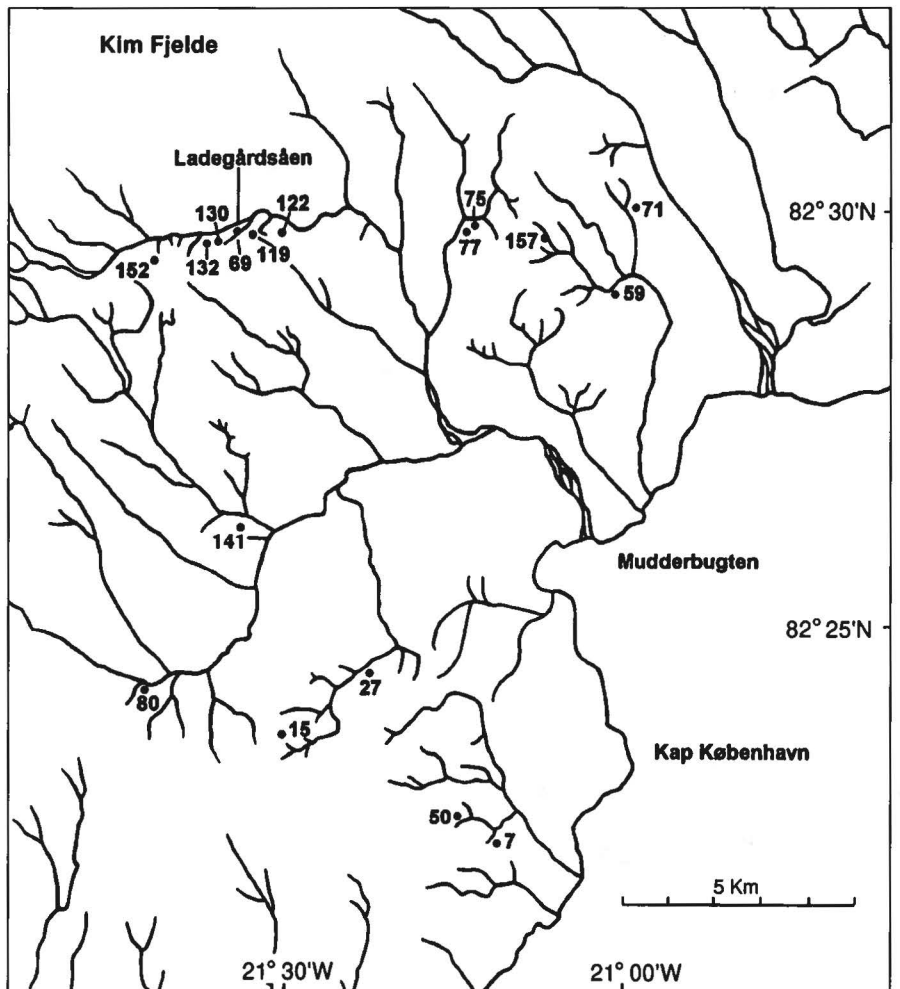 Kim Fjelde
Ladegårdsåen
130
122
75
71
82° 30'N
77
157
152
132
69
119
59
141
Mudderbugten
82° 25'N
27
80
15
Kap København
50
7
5 Km
21° 30'W
21° 00'W